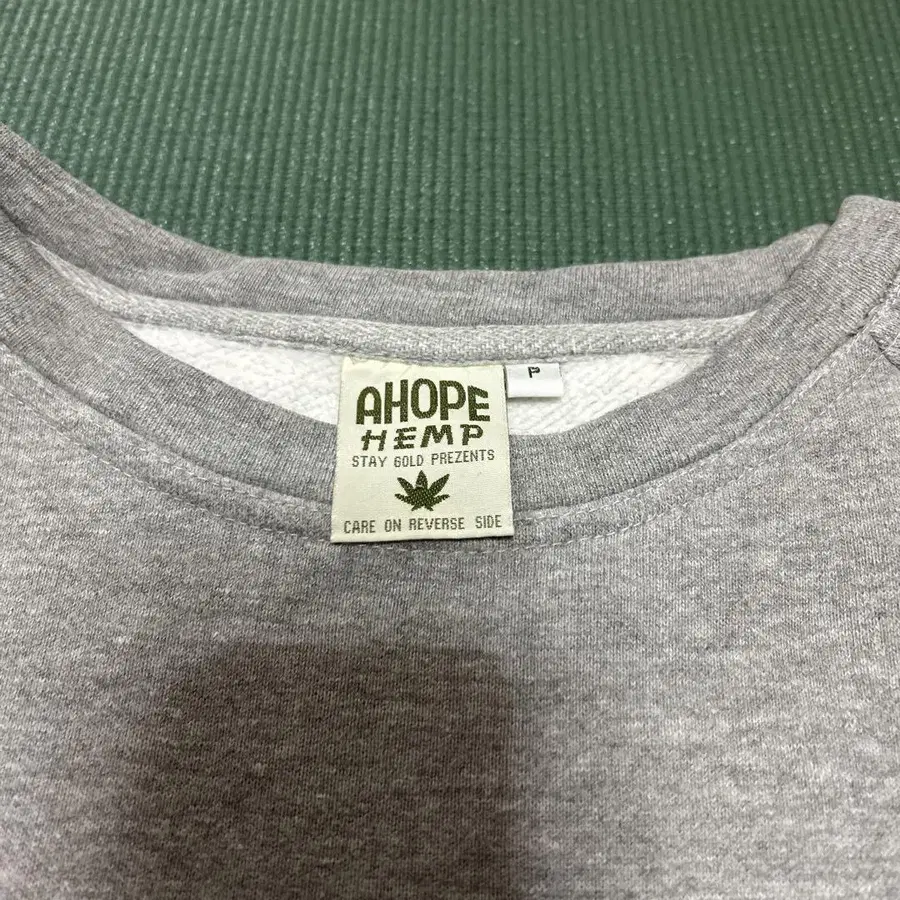 AHOPE
HEMP
STAY GOLD PREZENTS
CARE ON REVERSE SIDE
P